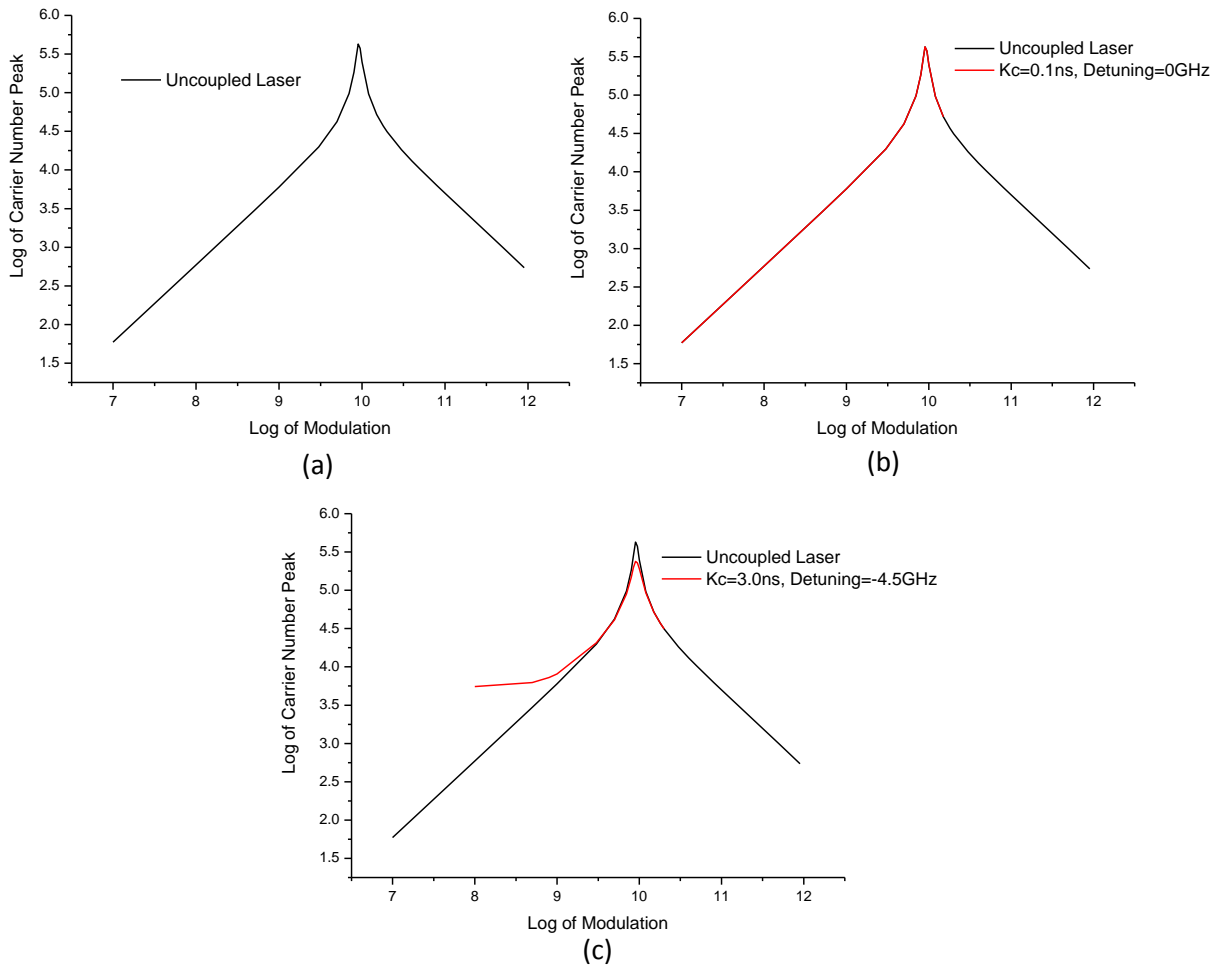 6.0
5.5
5.0
4.5
4.0
3.5
3.0
2.5
2.0
1.5
Log of Carrier Number Peak
Uncoupled Laser
7 8 9 10 11 12
Log of Modulation
(a)
6.0
5.5
5.0
4.5
4.0
3.5
3.0
2.5
2.0
1.5
Log of Carrier Number Peak
Uncoupled Laser
Kc=0.1ns, Detuning=0GHz
7 8 9 10 11 12
Log of Modulation
(b)
6.0
5.5
5.0
4.5
4.0
3.5
3.0
2.5
2.0
1.5
Log of Carrier Number Peak
Uncoupled Laser
Kc=3.0ns, Detuning=-4.5GHz
7 8 9 10 11 12
Log of Modulation
(c)